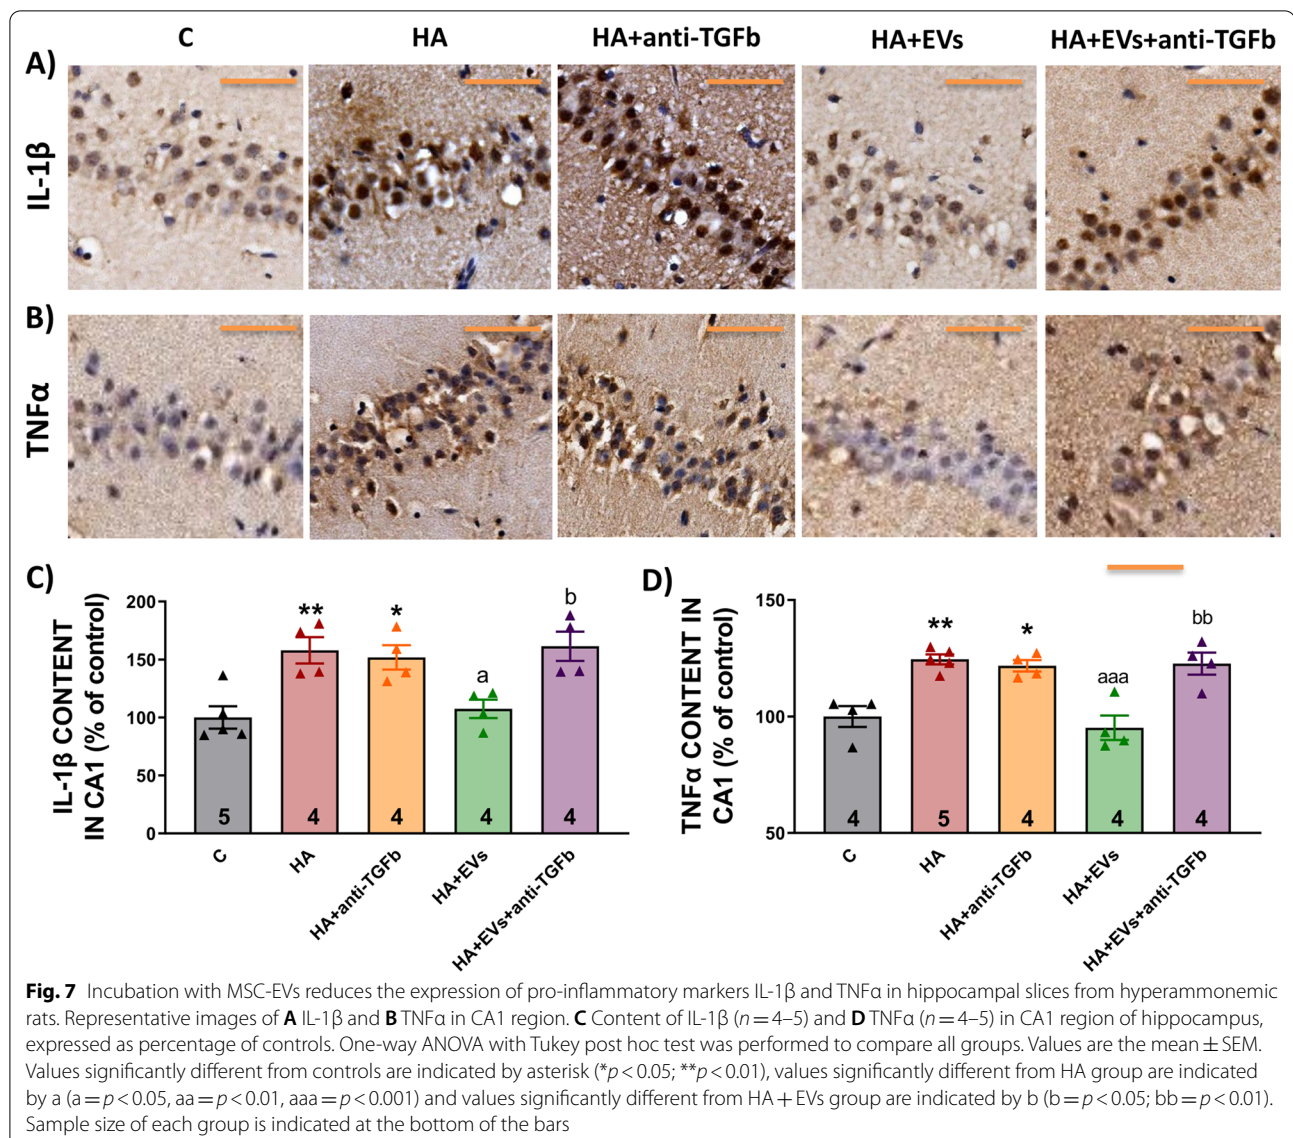 C HA HA+anti-TGFb HA+EVs HA+EVs+anti-TGFb
A)
IL-1β
B)
TNFα
C)
IL-1β CONTENT
IN CA1 (% of control)
200
150
100
50
0
** * a b
5 4 4 4 4
C HA HA+anti-TGFb HA+EVs HA+EVs+anti-TGFb
D)
TNFα CONTENT IN
CA1 (% of control)
150
100
50
** * aaa bb
4 5 4 4 4
C HA HA+anti-TGFb HA+EVs HA+EVs+anti-TGFb
Fig. 7 Incubation with MSC-EVs reduces the expression of pro-inflammatory markers IL-1β and TNFα in hippocampal slices from hyperammonemic
rats. Representative images of A IL-1β and B TNFα in CA1 region. C Content of IL-1β (n = 4–5) and D TNFα (n = 4–5) in CA1 region of hippocampus,
expressed as percentage of controls. One-way ANOVA with Tukey post hoc test was performed to compare all groups. Values are the mean ± SEM.
Values significantly different from controls are indicated by asterisk (*p < 0.05; **p < 0.01), values significantly different from HA group are indicated
by a (a = p < 0.05, aa = p < 0.01, aaa = p < 0.001) and values significantly different from HA + EVs group are indicated by b (b = p < 0.05; bb = p < 0.01).
Sample size of each group is indicated at the bottom of the bars